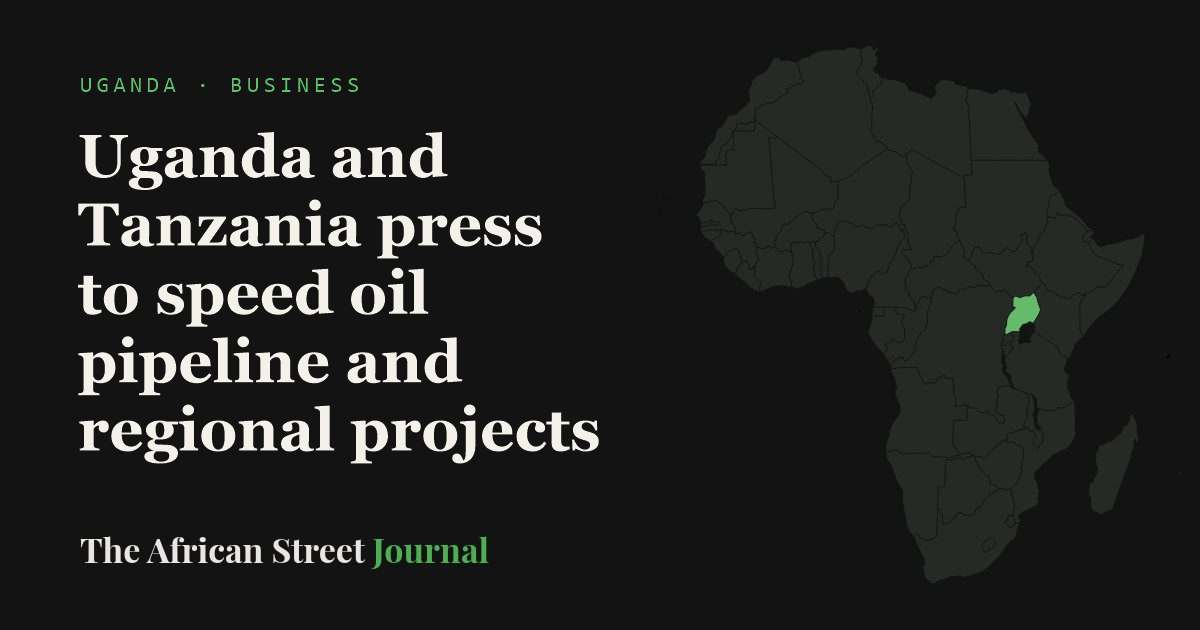 UGANDA · BUSINESS
Uganda and
Tanzania press
to speed oil
pipeline and
regional projects
The African Street Journal